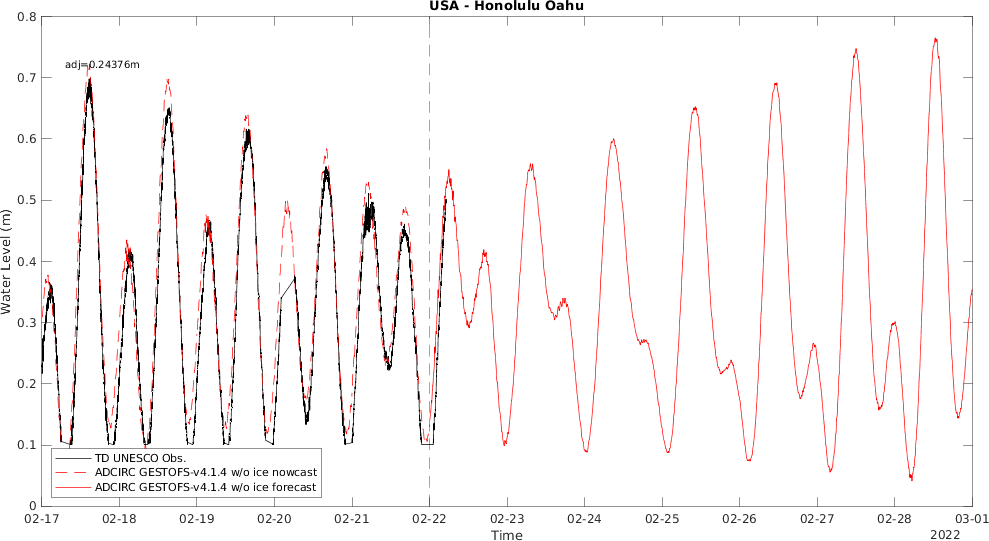 USA - Honolulu Oahu
adj=0.24376m
0.8
0.7
0.6
0.5
0.4
0.3
0.2
0.1
0
Water Level (m)
TD UNESCO Obs.
ADCIRC GESTOFS-v4.1.4 w/o ice nowcast
ADCIRC GESTOFS-v4.1.4 w/o ice forecast
02-17 02-18 02-19 02-20 02-21 02-22 02-23 02-24 02-25 02-26 02-27 02-28 03-01
Time
2022